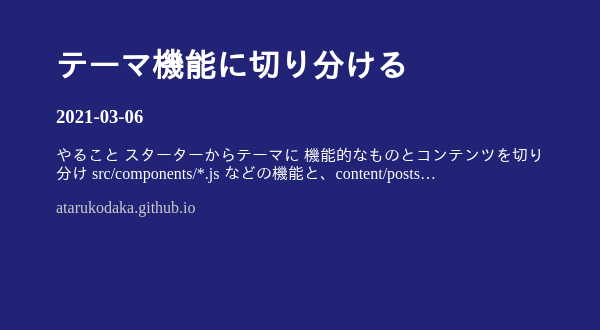 テーマ機能に切り分ける
2021-03-06
やること スターターからテーマに 機能的なものとコンテンツを切り
分け src/components/*.js などの機能と、content/posts…
atarukodaka.github.io